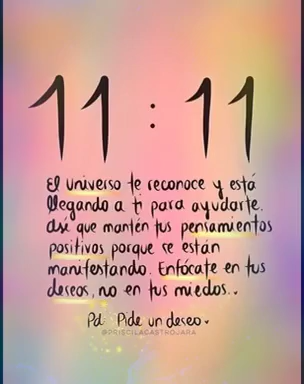 11:11
El universo te reconoce y está
llegando a ti para ayudarte.
Así que mantén tus pensamientos
positivos porque se están
manifestando. Enfócate en tus
deseos, no en tus miedos.
Pd Pide un deseo
@PRISCILACASTROJARA